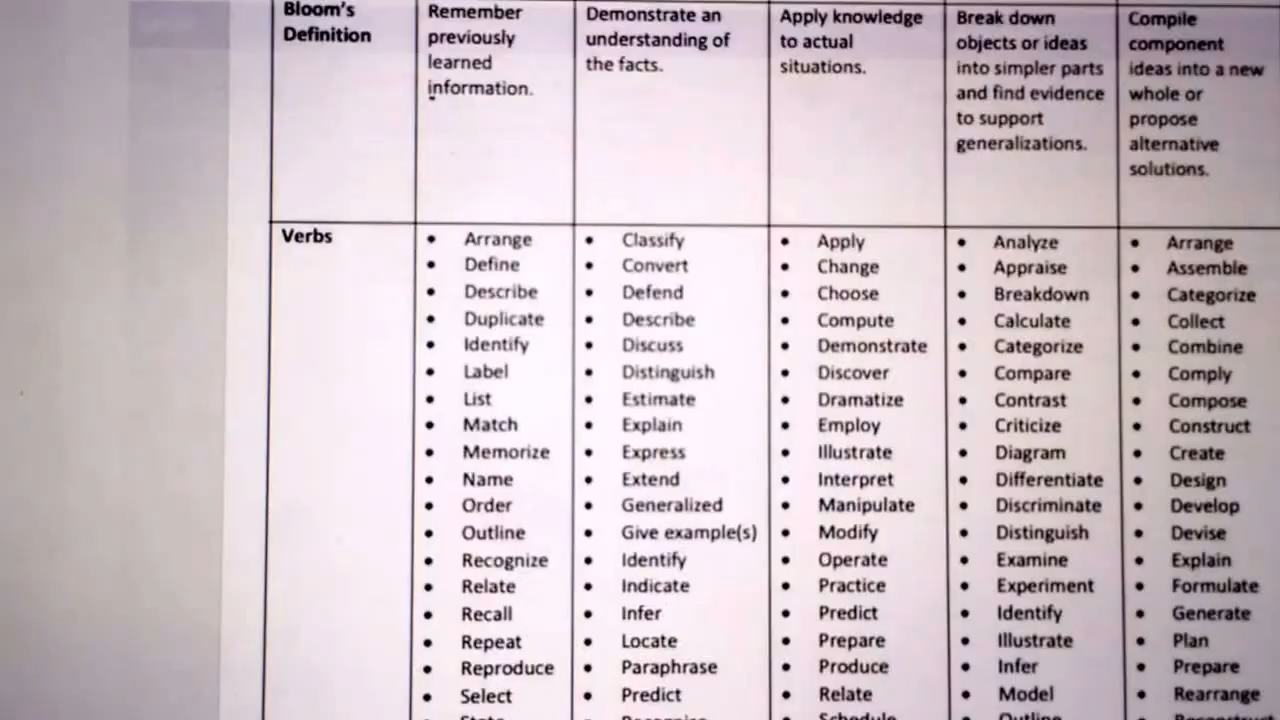 Bloom's Definition
Remember previously learned information.
Demonstrate an understanding of the facts.
Apply knowledge to actual situations.
Break down objects or ideas into simpler parts and find evidence to support generalizations.
Compile component ideas into a new whole or propose alternative solutions.
Verbs
• Arrange
• Define
• Describe
• Duplicate
• Identify
• Label
• List
• Match
• Memorize
• Name
• Order
• Outline
• Recognize
• Relate
• Recall
• Repeat
• Reproduce
• Select
• Classify
• Convert
• Defend
• Describe
• Discuss
• Distinguish
• Estimate
• Explain
• Express
• Extend
• Generalized
• Give example(s)
• Identify
• Indicate
• Infer
• Locate
• Paraphrase
• Predict
• Apply
• Change
• Choose
• Compute
• Demonstrate
• Discover
• Dramatize
• Employ
• Illustrate
• Interpret
• Manipulate
• Modify
• Operate
• Practice
• Predict
• Prepare
• Produce
• Relate
• Schedule
• Analyze
• Appraise
• Breakdown
• Calculate
• Categorize
• Compare
• Contrast
• Criticize
• Diagram
• Differentiate
• Discriminate
• Distinguish
• Examine
• Experiment
• Identify
• Illustrate
• Infer
• Model
• Outline
• Arrange
• Assemble
• Categorize
• Collect
• Combine
• Comply
• Compose
• Construct
• Create
• Design
• Develop
• Devise
• Explain
• Formulate
• Generate
• Plan
• Prepare
• Rearrange